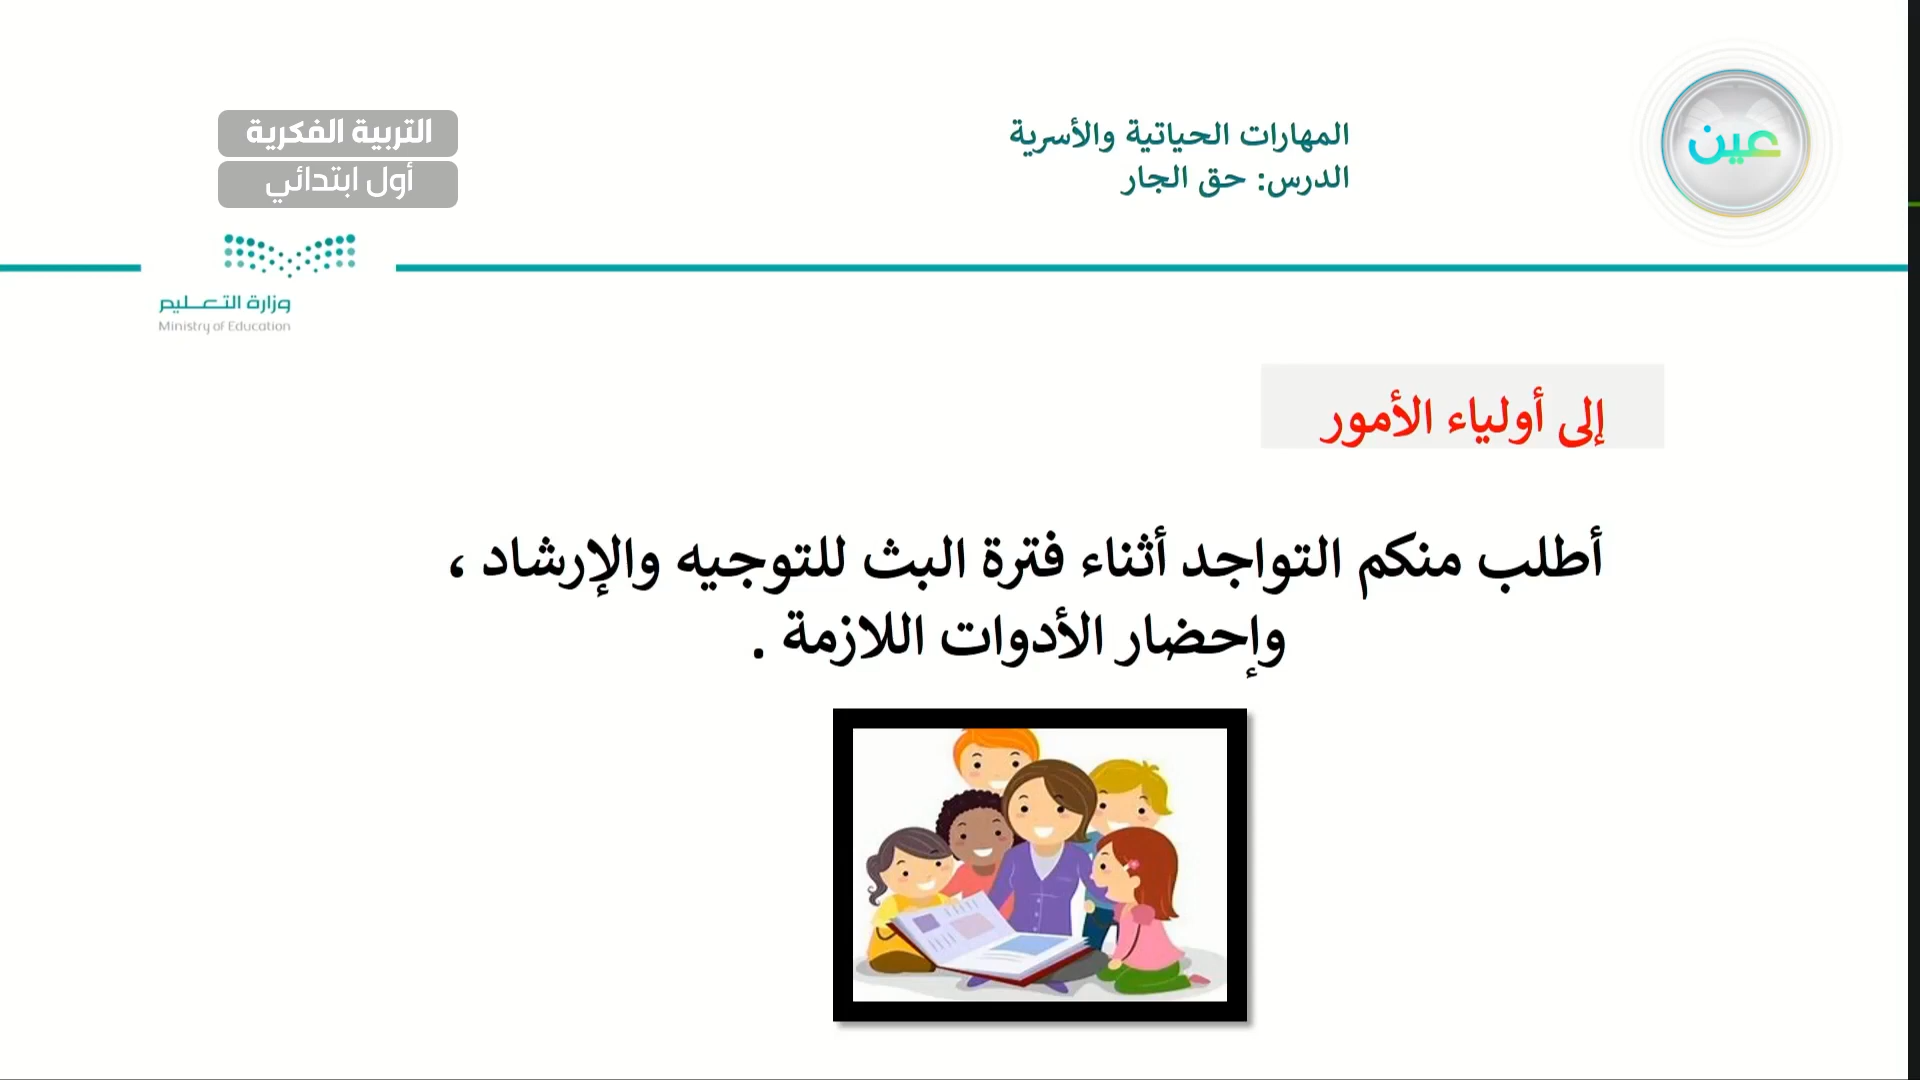 عين
المهارات الحياتية والأسرية
الدرس: حق الجار
التربية الفكرية
أول ابتدائي
وزارة التعليم
Ministry of Education
إلى أولياء الأمور
أطلب منكم التواجد أثناء فترة البث للتوجيه والإرشاد ،
وإحضار الأدوات اللازمة .